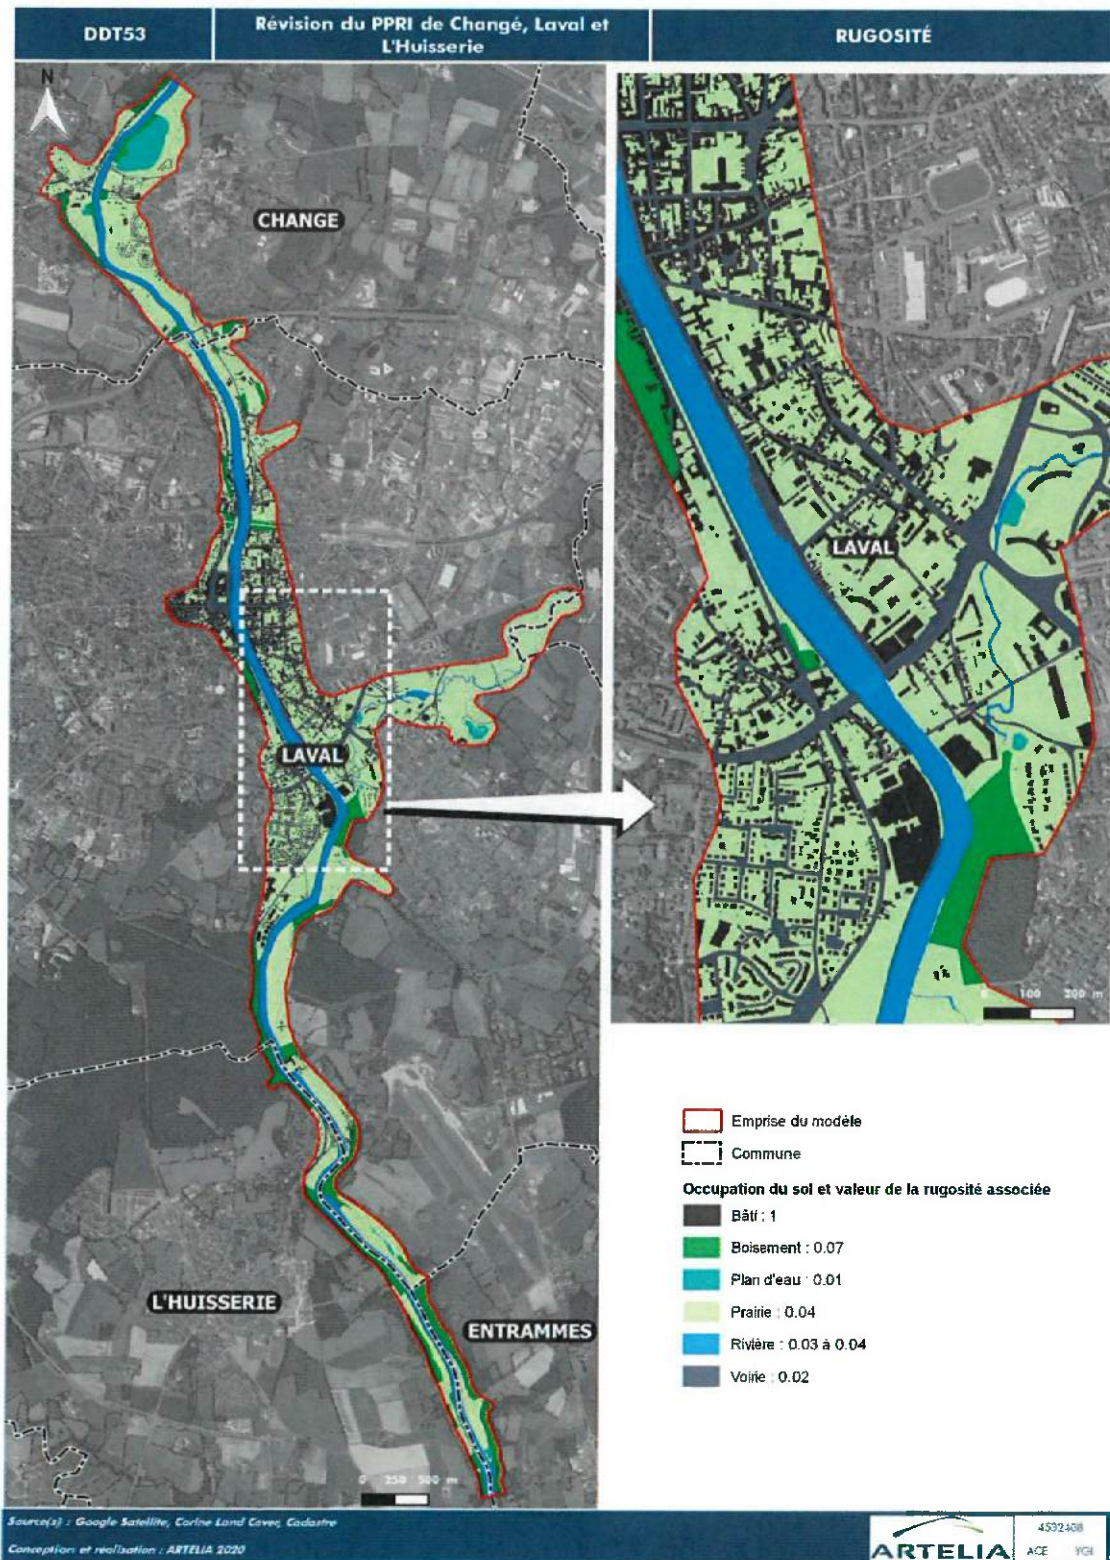 DDT53
Révision du PPRI de Changé, Laval et
L'Huisserie
RUGOSITÉ
N
CHANGE
LAVAL
L'HUISSERIE
ENTRAMMES
0 250 500 m
LAVAL
0 100 200 m
Emprise du modèle
Commune
Occupation du sol et valeur de la rugosité associée
Bâti : 1
Boisement : 0.07
Plan d'eau : 0.01
Prairie : 0.04
Rivière : 0.03 à 0.04
Voirie : 0.02
Source(s) : Google Satellite, Corine Land Cover, Cadastre
Conception et réalisation : ARTELIA 2020
ARTELIA
4532408
ACE YGI